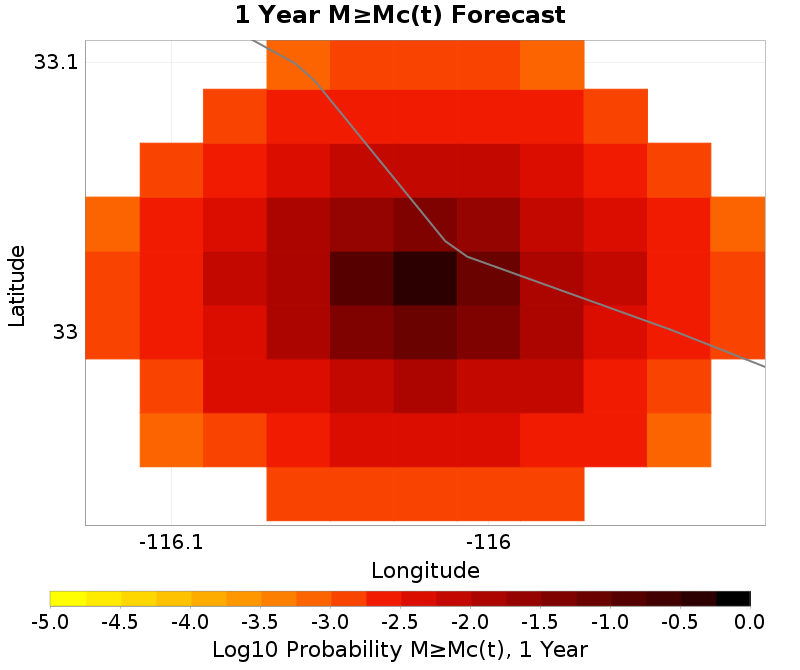 1 Year M≥Mc(t) Forecast
33.1
Latitude
33
-116.1 -116
Longitude
-5.0 -4.5 -4.0 -3.5 -3.0 -2.5 -2.0 -1.5 -1.0 -0.5 0.0
Log10 Probability M≥Mc(t), 1 Year